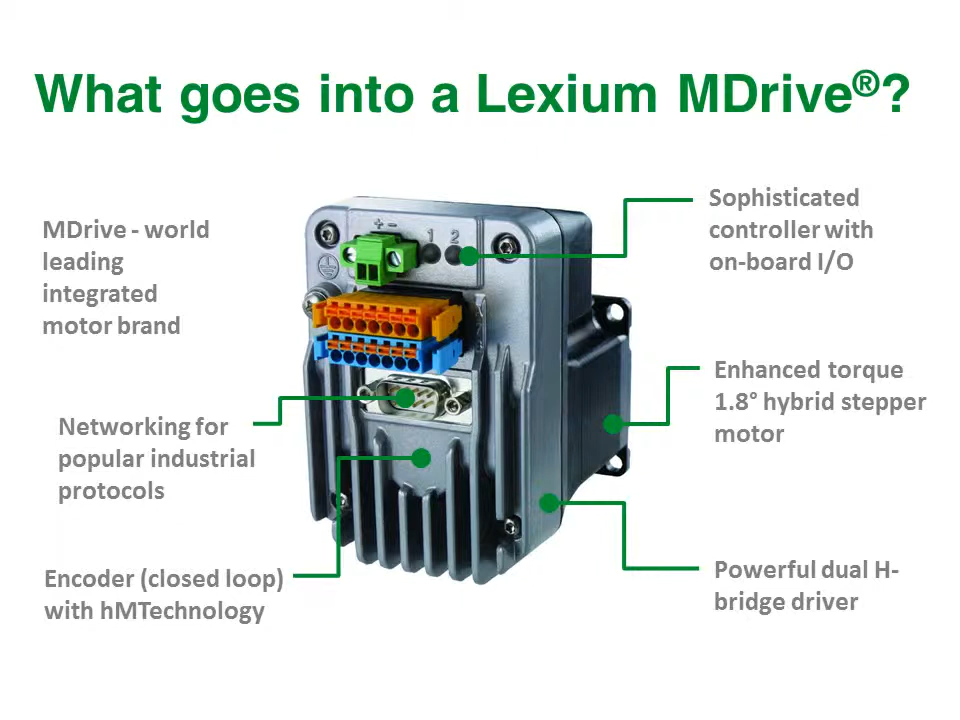 What goes into a Lexium MDrive®?
MDrive - world
leading
integrated
motor brand
Networking for
popular industrial
protocols
Encoder (closed loop)
with hMTechnology
+ -
1 2
Sophisticated
controller with
on-board I/O
Enhanced torque
1.8° hybrid stepper
motor
Powerful dual H-
bridge driver